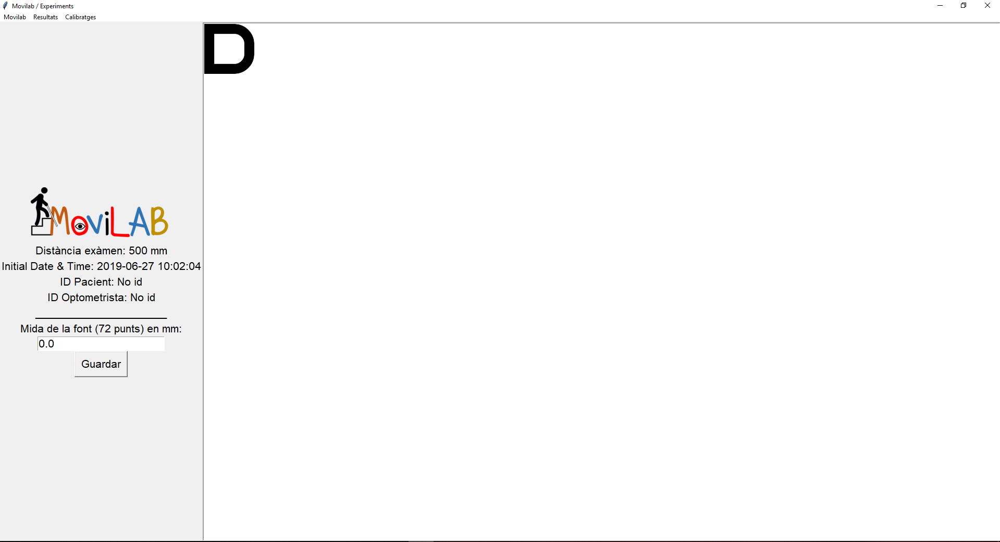 Movilab / Experiments
Movilab Resultats Calibratges
D
MoviLAB
Distància exàmen: 500 mm
Initial Date & Time: 2019-06-27 10:02:04
ID Pacient: No id
ID Optometrista: No id
Mida de la font (72 punts) en mm:
0.0
Guardar